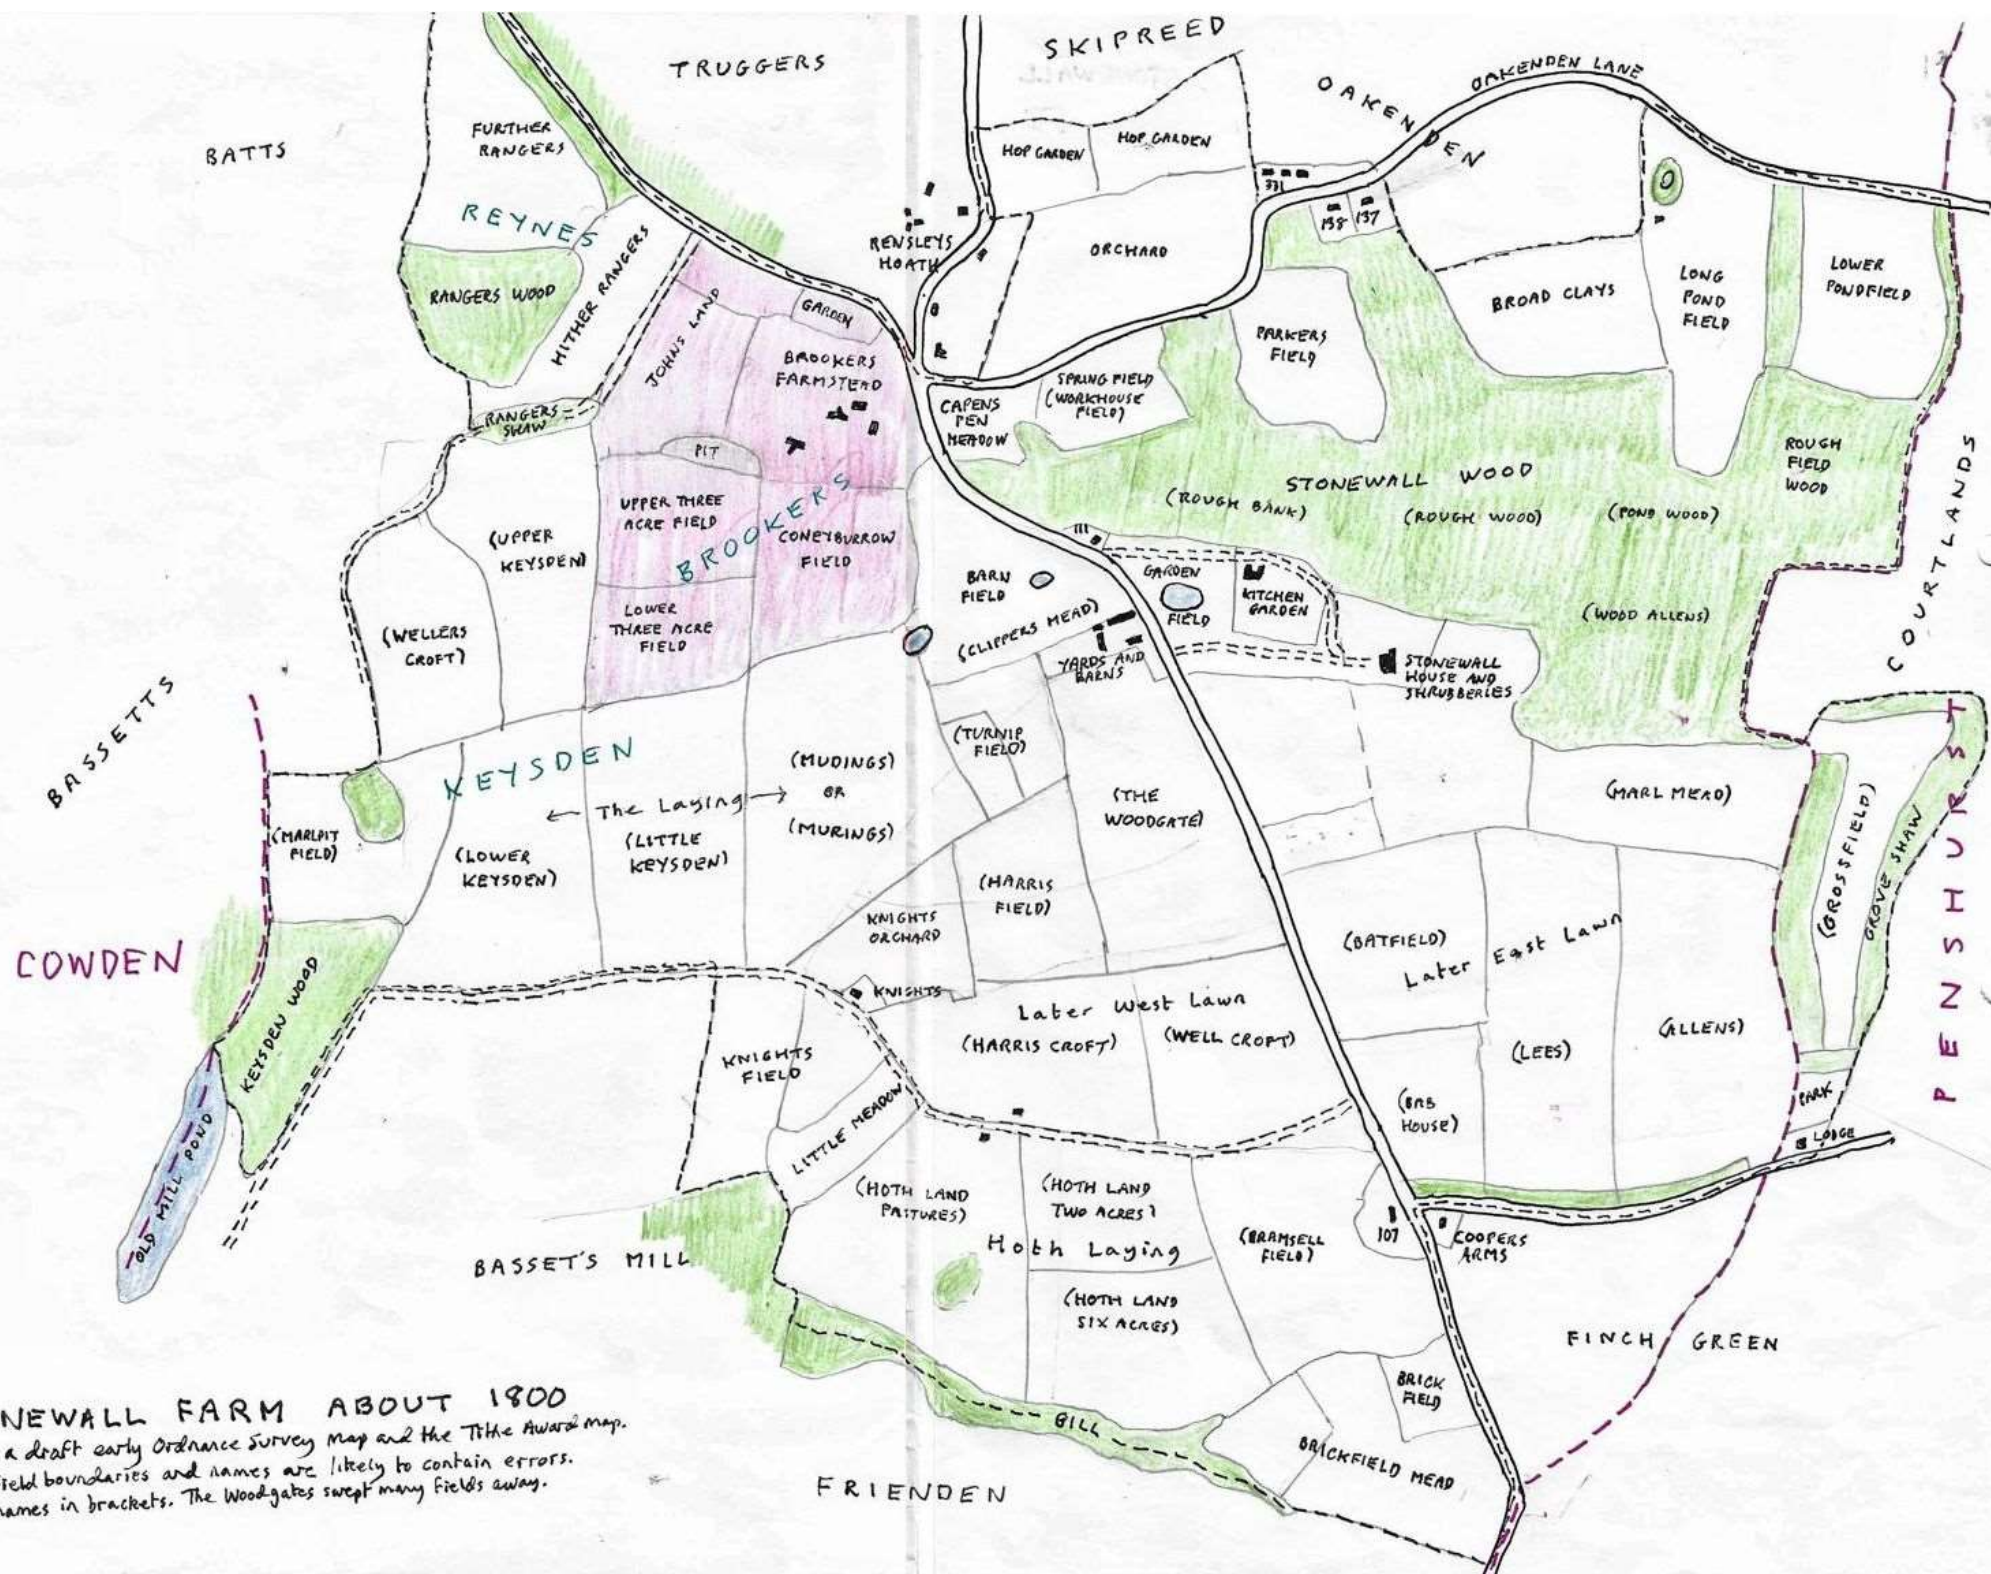 SKIPREED
TRUGGERS
OAKENDEN LANE
OAKENDEN
BATTS
FURTHER
RANGERS
HOP GARDEN
HOP GARDEN
331
138
137
REYNES
RENSLEYS
HOATH
ORCHARD
RANGERS WOOD
HITHER RANGERS
JOHNS LAND
GARDEN
BROAD CLAYS
LONG
POND
FIELD
LOWER
PONDFIELD
PARKERS
FIELD
BROOKERS
FARMSTEAD
SPRING FIELD
(WORKHOUSE
FIELD)
CAPENS
PEN
MEADOW
RANGERS
SHAW
PIT
ROUGH
FIELD
WOOD
STONEWALL WOOD
(ROUGH BANK)
(ROUGH WOOD)
(POND WOOD)
COURTLANDS
UPPER THREE
ACRE FIELD
BROOKERS
CONEYBURROW
FIELD
(UPPER
KEYSDEN)
111
BARN
FIELD
GARDEN
FIELD
KITCHEN
GARDEN
(WOOD ALLENS)
LOWER
THREE ACRE
FIELD
(WELLERS
CROFT)
(CLIPPERS MEAD)
YARDS AND
BARNS
STONEWALL
HOUSE AND
SHRUBBERIES
BASSETTS
KEYSDEN
(TURNIP
FIELD)
(MUDINGS)
OR
(MURINGS)
← The Laying →
(LITTLE
KEYSDEN)
(THE
WOODGATE)
(MARL MEAD)
(MARLPIT
FIELD)
(LOWER
KEYSDEN)
(GROSSFIELD)
GROVE SHAW
PENSHURST
(HARRIS
FIELD)
KNIGHTS
ORCHARD
(BATFIELD)
Later East Lawn
COWDEN
KEYSDEN WOOD
KNIGHTS
Later West Lawn
(HARRIS CROFT)
(WELL CROFT)
(LEES)
(ALLENS)
KNIGHTS
FIELD
LITTLE MEADOW
PARK
LODGE
OLD MILL POND
(HOTH LAND
PASTURES)
(HOTH LAND
TWO ACRES)
Hoth Laying
(BRAMSELL
FIELD)
107
COOPERS
ARMS
BASSET'S MILL
(HOTH LAND
SIX ACRES)
FINCH GREEN
BRICK
FIELD
GILL
BRICKFIELD MEAD
FRIENDEN
NEWALL FARM ABOUT 1800
a draft early Ordnance Survey map and the Tithe Award map.
field boundaries and names are likely to contain errors.
names in brackets. The Woodgates swept many fields away.